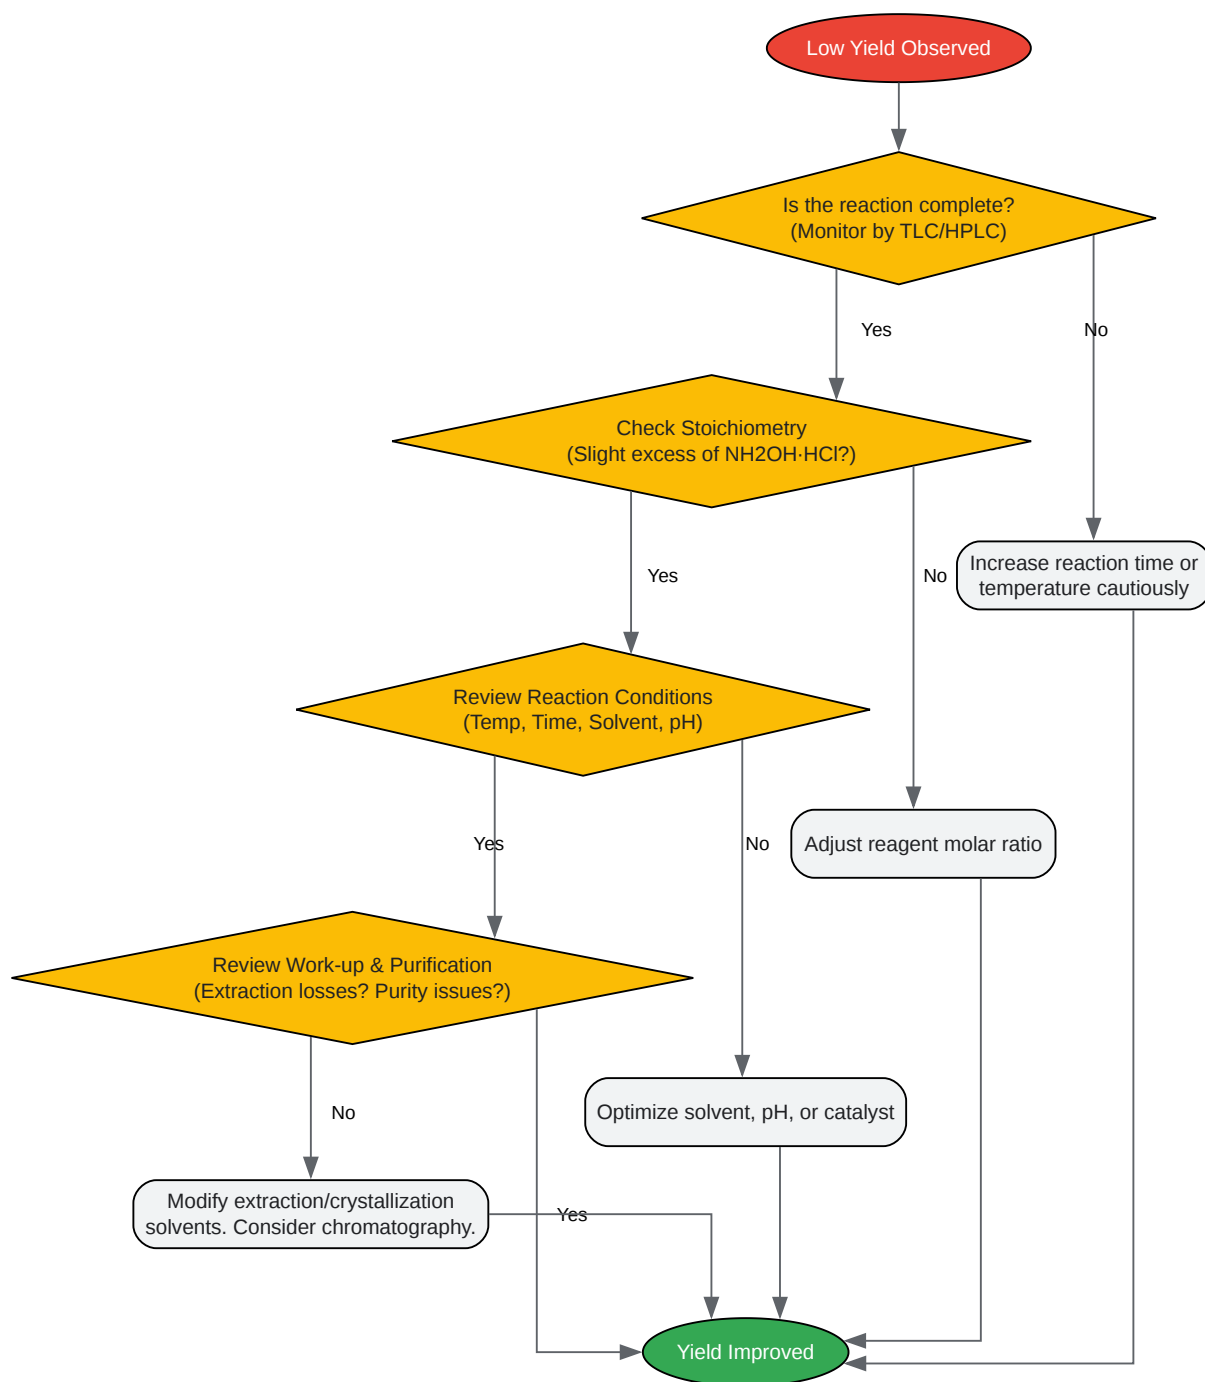 Low Yield Observed
Is the reaction complete?
(Monitor by TLC/HPLC)
Yes
No
Check Stoichiometry
(Slight excess of NH2OH·HCl?)
Increase reaction time or
temperature cautiously
Yes
No
Review Reaction Conditions
(Temp, Time, Solvent, pH)
Yes
No
Adjust reagent molar ratio
Review Work-up & Purification
(Extraction losses? Purity issues?)
No
Optimize solvent, pH, or catalyst
Modify extraction/crystallization
solvents. Consider chromatography.
Yes
Yield Improved